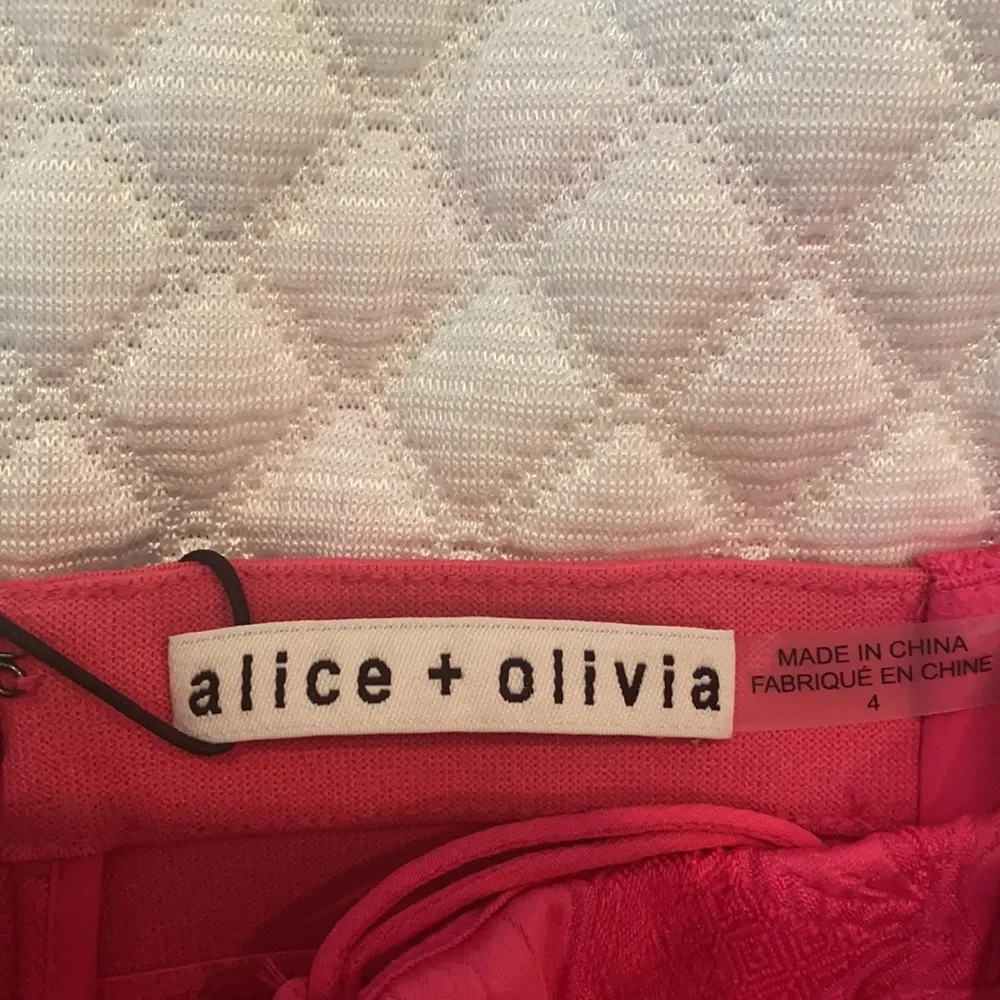 alice + olivia
MADE IN CHINA
FABRIQUÉ EN CHINE
4